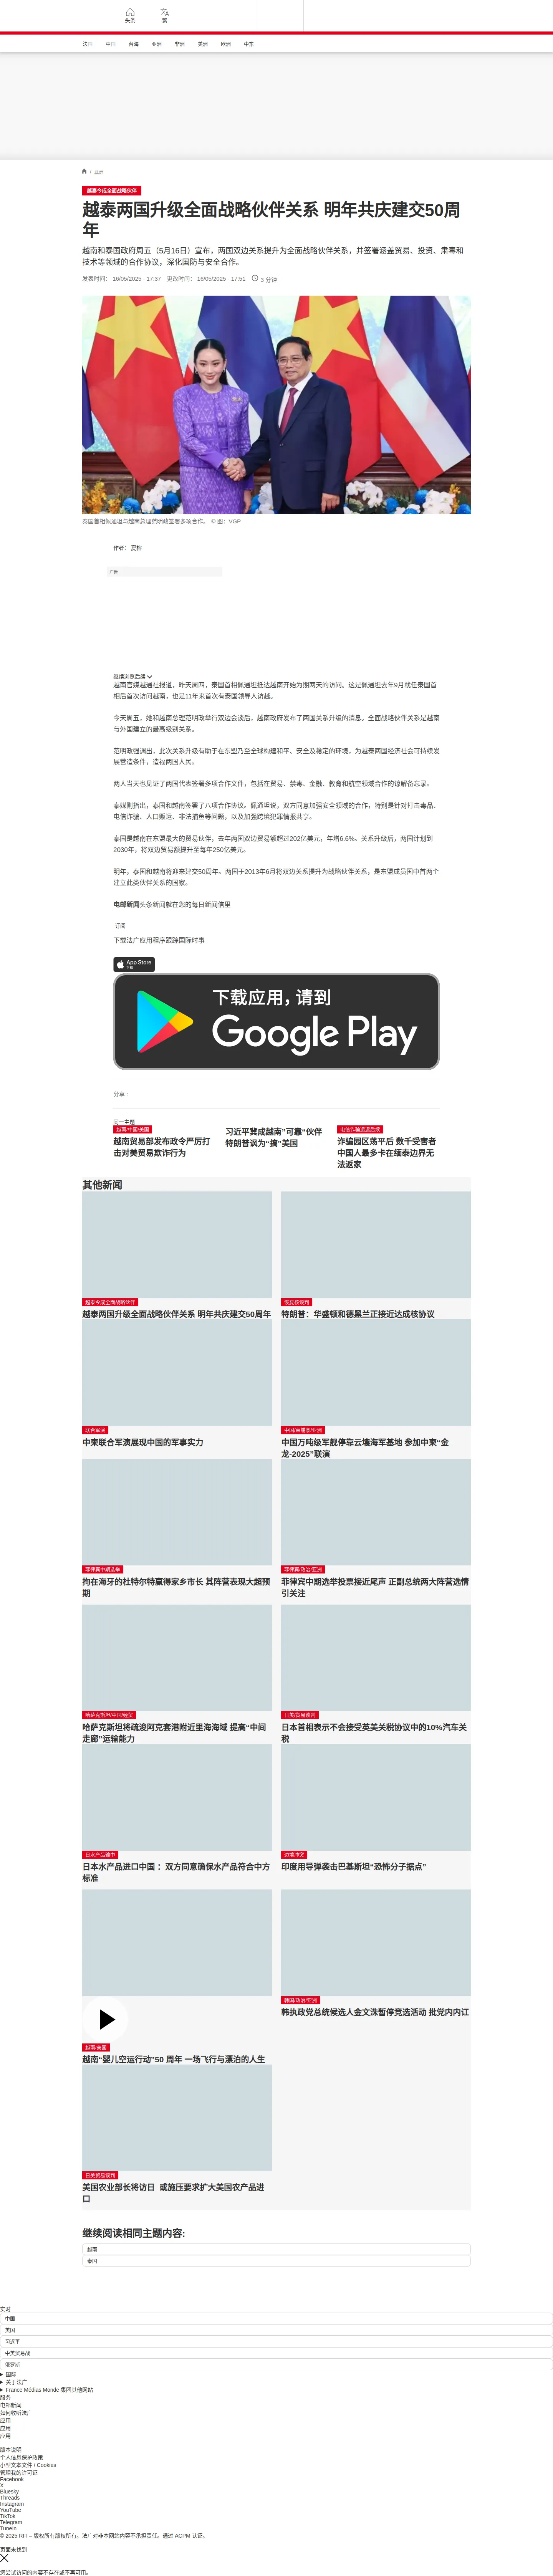 头条
繁
法国 中国 台海 亚洲 非洲 美洲 欧洲 中东
/ 亚洲
越泰今成全面战略伙伴
越泰两国升级全面战略伙伴关系 明年共庆建交50周
年
越南和泰国政府周五（5月16日）宣布，两国双边关系提升为全面战略伙伴关系，并签署涵盖贸易、投资、肃毒和
技术等领域的合作协议，深化国防与安全合作。
发表时间： 16/05/2025 - 17:37 更改时间： 16/05/2025 - 17:51 3 分钟
泰国首相佩通坦与越南总理范明政签署多项合作。 © 图：VGP
作者： 夏榕
广告
继续浏览后续
越南官媒越通社报道，昨天周四，泰国首相佩通坦抵达越南开始为期两天的访问。这是佩通坦去年9月就任泰国首
相后首次访问越南，也是11年来首次有泰国领导人访越。
今天周五，她和越南总理范明政举行双边会谈后，越南政府发布了两国关系升级的消息。全面战略伙伴关系是越南
与外国建立的最高级别关系。
范明政强调出，此次关系升级有助于在东盟乃至全球构建和平、安全及稳定的环境，为越泰两国经济社会可持续发
展营造条件，造福两国人民。
两人当天也见证了两国代表签署多项合作文件，包括在贸易、禁毒、金融、教育和航空领域合作的谅解备忘录。
泰媒则指出，泰国和越南签署了八项合作协议。佩通坦说，双方同意加强安全领域的合作，特别是针对打击毒品、
电信诈骗、人口贩运、非法捕鱼等问题，以及加强跨境犯罪情报共享。
泰国是越南在东盟最大的贸易伙伴，去年两国双边贸易额超过202亿美元，年增6.6%。关系升级后，两国计划到
2030年，将双边贸易额提升至每年250亿美元。
明年，泰国和越南将迎来建交50周年。两国于2013年6月将双边关系提升为战略伙伴关系，是东盟成员国中首两个
建立此类伙伴关系的国家。
电邮新闻头条新闻就在您的每日新闻信里
订阅
下载法广应用程序跟踪国际时事
App Store
下载
下载应用，请到
Google Play
分享 :
同一主题
越南/中国/美国
越南贸易部发布政令严厉打
击对美贸易欺诈行为
习近平冀成越南”可靠“伙伴
特朗普讽为“搞”美国
电信诈骗遣返后续
诈骗园区荡平后 数千受害者
中国人最多卡在缅泰边界无
法返家
其他新闻
越泰今成全面战略伙伴
越泰两国升级全面战略伙伴关系 明年共庆建交50周年
恢复核谈判
特朗普：华盛顿和德黑兰正接近达成核协议
联合军演
中柬联合军演展现中国的军事实力
中国/柬埔寨/亚洲
中国万吨级军舰停靠云壤海军基地 参加中柬“金
龙-2025”联演
菲律宾中期选举
拘在海牙的杜特尔特赢得家乡市长 其阵营表现大超预
期
菲律宾/政治/亚洲
菲律宾中期选举投票接近尾声 正副总统两大阵营选情
引关注
哈萨克斯坦/中国/经贸
哈萨克斯坦将疏浚阿克套港附近里海海域 提高“中间
走廊”运输能力
日美/贸易谈判
日本首相表示不会接受英美关税协议中的10%汽车关
税
日水产品输中
日本水产品进口中国 ：双方同意确保水产品符合中方
标准
边境冲突
印度用导弹袭击巴基斯坦“恐怖分子据点”
越南/美国
越南“婴儿空运行动”50 周年 一场飞行与漂泊的人生
韩国/政治/亚洲
韩执政党总统候选人金文洙暂停竞选活动 批党内内讧
日美贸易谈判
美国农业部长将访日 或施压要求扩大美国农产品进
口
继续阅读相同主题内容:
越南
泰国
实时
中国
美国
习近平
中美贸易战
俄罗斯
国际
关于法广
France Médias Monde 集团其他网站
服务
电邮新闻
如何收听法广
应用
应用
应用
版本说明
个人信息保护政策
小型文本文件 / Cookies
管理我的许可证
Facebook
X
Bluesky
Threads
Instagram
YouTube
TikTok
Telegram
TuneIn
© 2025 RFI – 版权所有版权所有。法广对非本网站内容不承担责任。通过 ACPM 认证。
页面未找到
您尝试访问的内容不存在或不再可用。